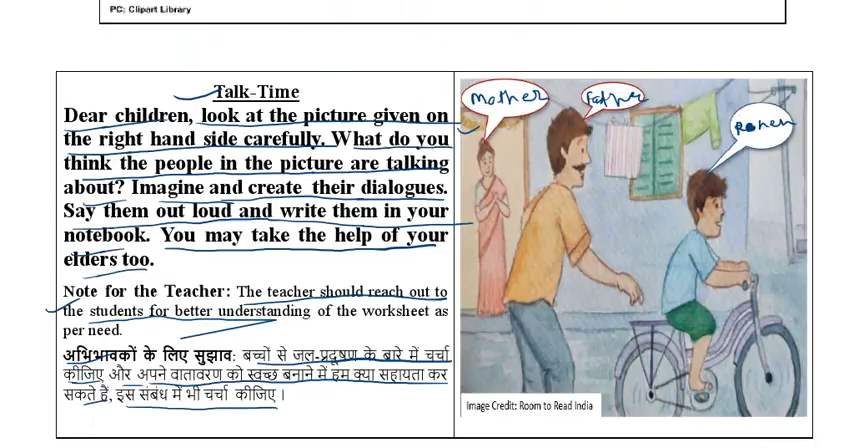 PC: Clipart Library
Talk-Time
Dear children, look at the picture given on
the right hand side carefully. What do you
think the people in the picture are talking
about? Imagine and create their dialogues.
Say them out loud and write them in your
notebook. You may take the help of your
elders too.
Note for the Teacher: The teacher should reach out to
the students for better understanding of the worksheet as
per need.
अभिभावकों के लिए सुझाव: बच्चों से जल-प्रदूषण के बारे में चर्चा
कीजिए और अपने वातावरण को स्वच्छ बनाने में हम क्या सहायता कर
सकते हैं, इस संबंध में भी चर्चा कीजिए ।
Mother
Father
Image Credit: Room to Read India